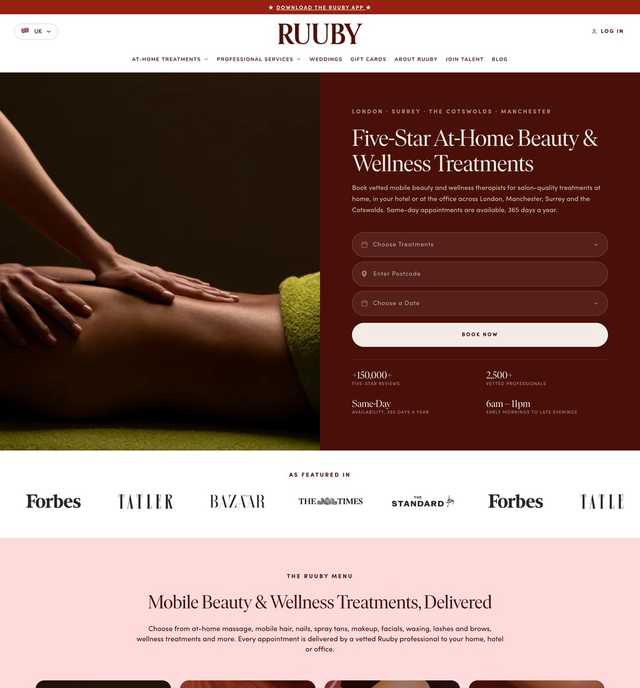 ★ DOWNLOAD THE RUUBY APP ★
UK
RUUBY
LOG IN
AT-HOME TREATMENTS
PROFESSIONAL SERVICES
WEDDINGS
GIFT CARDS
ABOUT RUUBY
JOIN TALENT
BLOG
LONDON · SURREY · THE COTSWOLDS · MANCHESTER
Five-Star At-Home Beauty &
Wellness Treatments
Book vetted mobile beauty and wellness therapists for salon-quality treatments at
home, in your hotel or at the office across London, Manchester, Surrey and the
Cotswolds. Same-day appointments are available, 365 days a year.
Choose Treatments
Enter Postcode
Choose a Date
BOOK NOW
+150,000+
FIVE-STAR REVIEWS
2,500+
VETTED PROFESSIONALS
Same-Day
AVAILABILITY, 365 DAYS A YEAR
6am – 11pm
EARLY MORNINGS TO LATE EVENINGS
AS FEATURED IN
Forbes
TATLER
BAZAAR
THE TIMES
THE STANDARD
Forbes
TATLE
THE RUUBY MENU
Mobile Beauty & Wellness Treatments, Delivered
Choose from at-home massage, mobile hair, nails, spray tans, makeup, facials, waxing, lashes and brows,
wellness treatments and more. Every appointment is delivered by a vetted Ruuby professional to your home, hotel
or office.